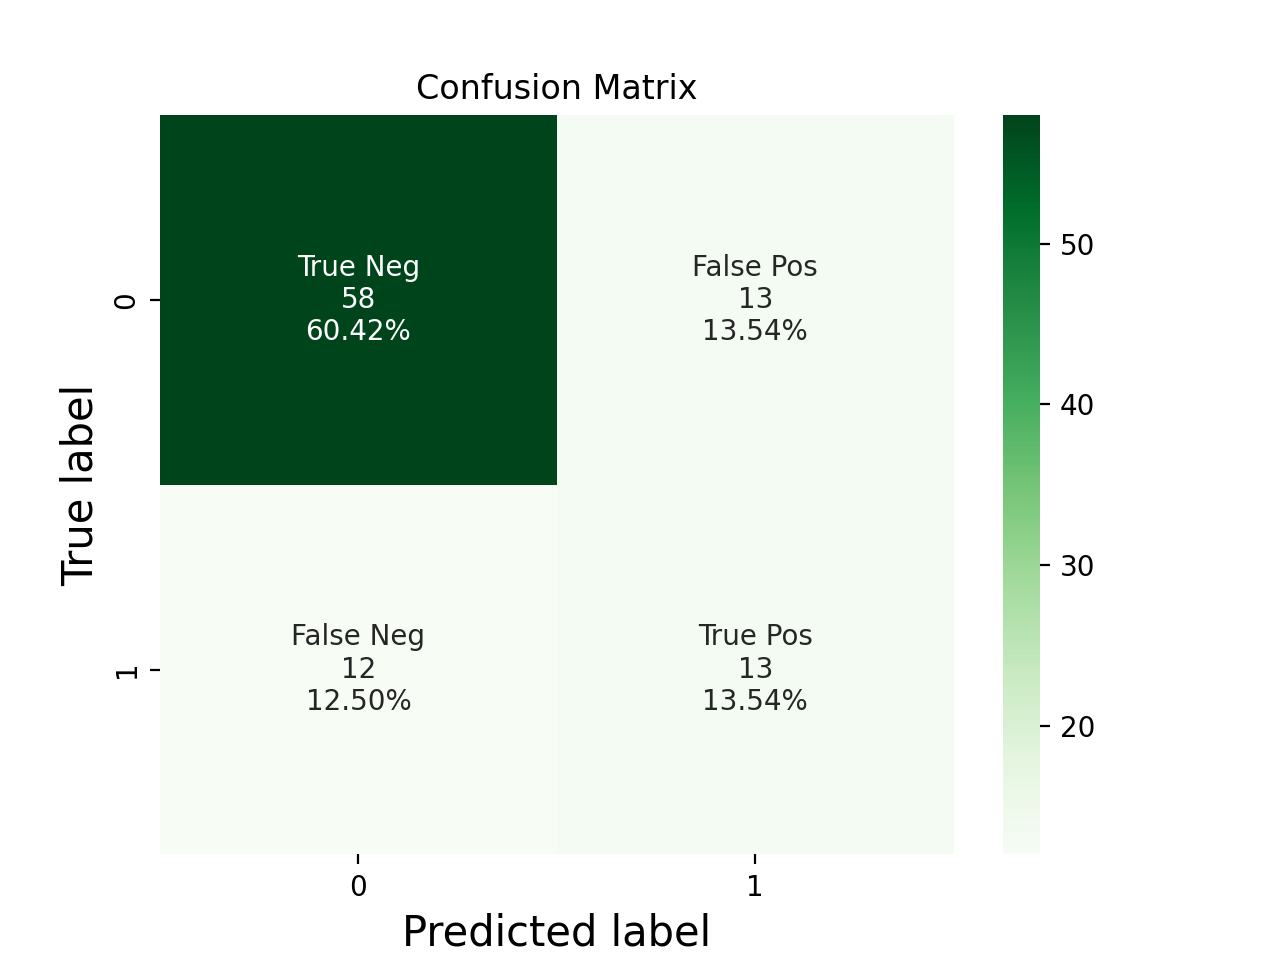 Confusion Matrix
True Neg
58
60.42%
False Pos
13
13.54%
False Neg
12
12.50%
True Pos
13
13.54%
0
1
True label
0
1
Predicted label
50
40
30
20